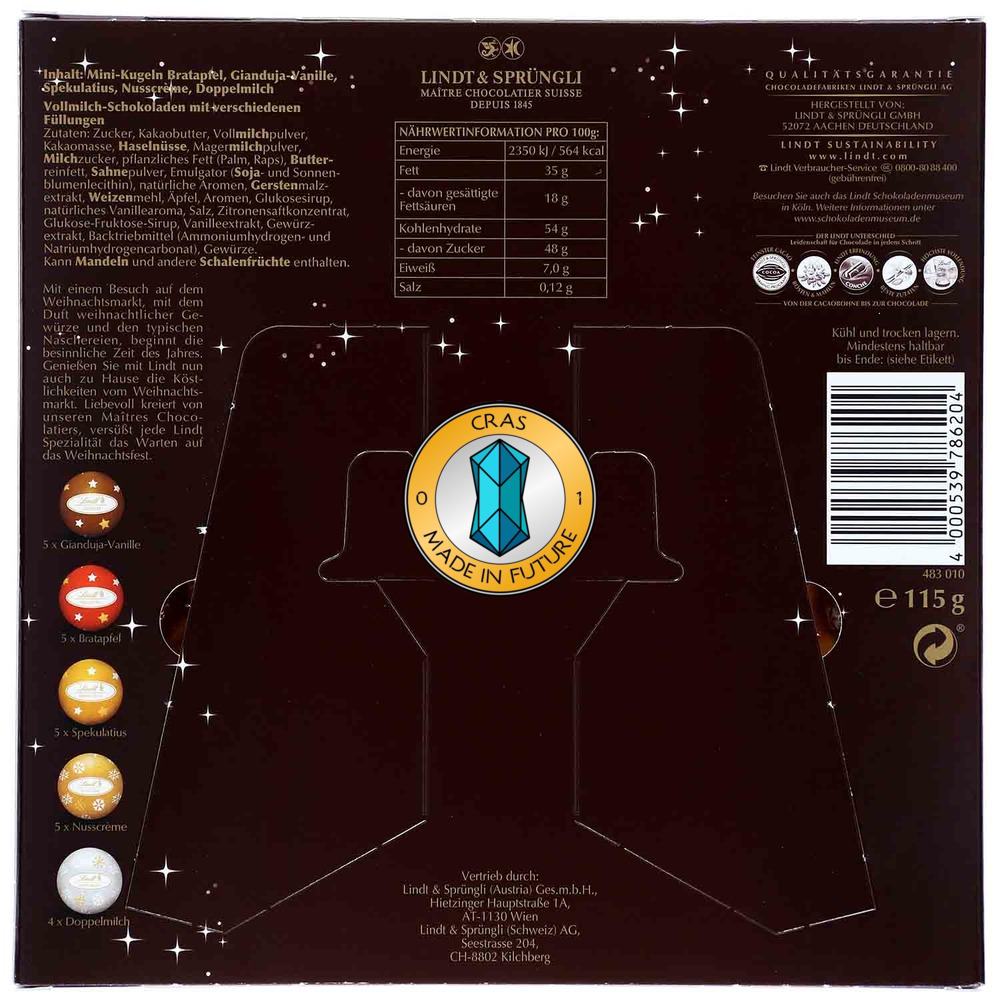 Inhalt: Mini-Kugeln Bratapfel, Gianduja-Vanille,
Spekulatius, Nusscrème, Doppelmilch
Vollmilch-Schokoladen mit verschiedenen
Füllungen
Zutaten: Zucker, Kakaobutter, Vollmilchpulver,
Kakaomasse, Haselnüsse, Magermilchpulver,
Milchzucker, pflanzliches Fett (Palm, Raps), Butter-
reinfett, Sahnepulver, Emulgator (Soja- und Sonnen-
blumenlecithin), natürliche Aromen, Gerstenmalz-
extrakt, Weizenmehl, Äpfel, Aromen, Glukosesirup,
natürliches Vanillearoma, Salz, Zitronensaftkonzentrat,
Glukose-Fruktose-Sirup, Vanilleextrakt, Gewürz-
extrakt, Backtriebmittel (Ammoniumhydrogen- und
Natriumhydrogencarbonat), Gewürze.
Kann Mandeln und andere Schalenfrüchte enthalten.
Mit einem Besuch auf dem
Weihnachtsmarkt, mit dem
Duft weihnachtlicher Ge-
würze und den typischen
Naschereien, beginnt die
besinnliche Zeit des Jahres.
Genießen Sie mit Lindt nun
auch zu Hause die Köst-
lichkeiten vom Weihnachts-
markt. Liebevoll kreiert von
unseren Maîtres Choco-
latiers, versüßt jede Lindt
Spezialität das Warten auf
das Weihnachtsfest.
5 x Gianduja-Vanille
5 x Bratapfel
5 x Spekulatius
5 x Nusscrème
4 x Doppelmilch
LINDT & SPRÜNGLI
MAÎTRE CHOCOLATIER SUISSE
DEPUIS 1845
NÄHRWERTINFORMATION PRO 100g:
Energie 2350 kJ / 564 kcal
Fett 35 g
- davon gesättigte
Fettsäuren 18 g
Kohlenhydrate 54 g
- davon Zucker 48 g
Eiweiß 7,0 g
Salz 0,12 g
CRAS
0 1
MADE IN FUTURE
Vertrieb durch:
Lindt & Sprüngli (Austria) Ges.m.b.H.,
Hietzinger Hauptstraße 1A,
AT-1130 Wien
Lindt & Sprüngli (Schweiz) AG,
Seestrasse 204,
CH-8802 Kilchberg
QUALITÄTSGARANTIE
CHOCOLADEFABRIKEN LINDT & SPRÜNGLI AG
HERGESTELLT VON:
LINDT & SPRÜNGLI GMBH
52072 AACHEN DEUTSCHLAND
LINDT SUSTAINABILITY
www.lindt.com
Lindt Verbraucher-Service 0800-80 88 400
(gebührenfrei)
Besuchen Sie auch das Lindt Schokoladenmuseum
in Köln. Weitere Informationen unter
www.schokoladenmuseum.de
DER LINDT UNTERSCHIED
Leidenschaft für Chocolade in jedem Schritt
COCOA
CONCHE
VON DER CACAOBOHNE BIS ZUR CHOCOLADE
Kühl und trocken lagern.
Mindestens haltbar
bis Ende: (siehe Etikett)
4 000539 786204
483 010
e 115 g